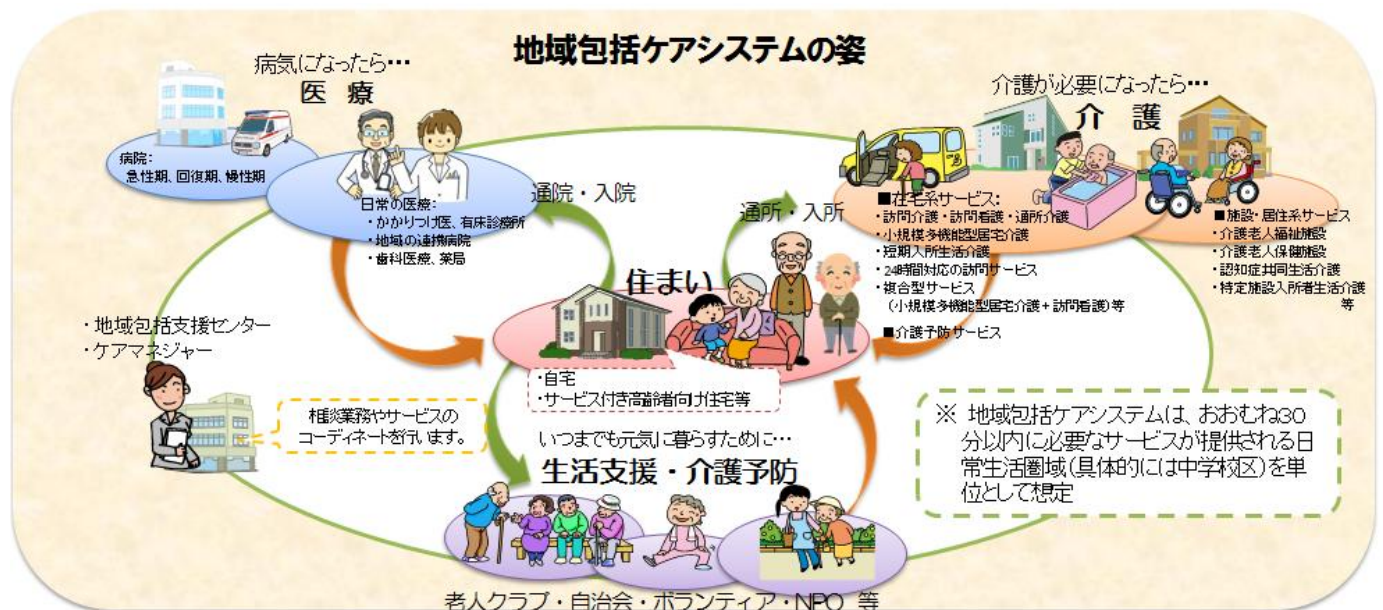 地域包括ケアシステムの姿
病気になったら･･･
医 療
病院:
急性期、回復期、慢性期
日常の医療:
・かかりつけ医、有床診療所
・地域の連携病院
・歯科医療、薬局
通院・入院
通所・入所
介護が必要になったら･･･
介 護
■在宅系サービス:
・訪問介護・訪問看護・通所介護
・小規模多機能型居宅介護
・短期入所生活介護
・24時間対応の訪問サービス
・複合型サービス
(小規模多機能型居宅介護+訪問看護)等
■介護予防サービス
■施設・居住系サービス
・介護老人福祉施設
・介護老人保健施設
・認知症共同生活介護
・特定施設入所者生活介護
等
住まい
・自宅
・サービス付き高齢者向け住宅等
・地域包括支援センター
・ケアマネジャー
相談業務やサービスの
コーディネートを行います。
いつまでも元気に暮らすために･･･
生活支援・介護予防
老人クラブ・自治会・ボランティア・NPO 等
※ 地域包括ケアシステムは、おおむね30
分以内に必要なサービスが提供される日
常生活圏域(具体的には中学校区)を単
位として想定